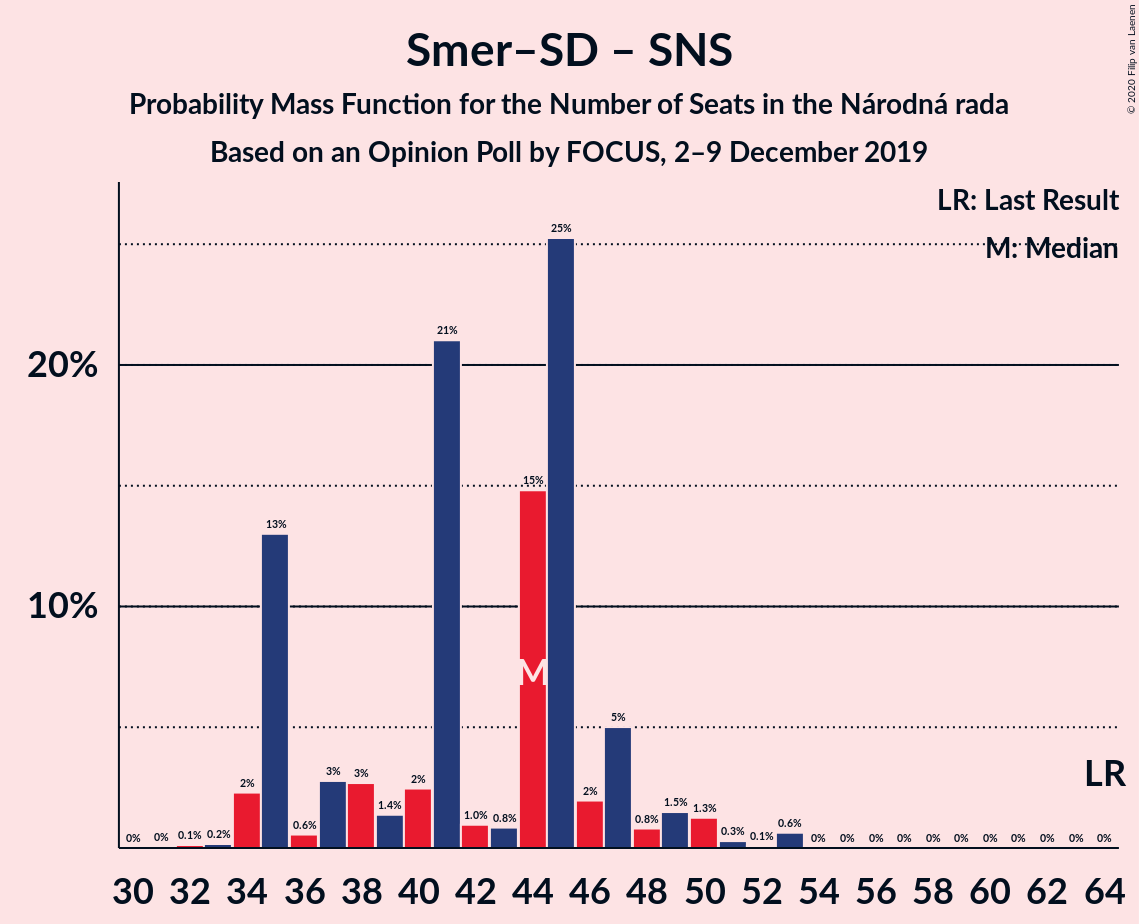 Smer–SD – SNS
Probability Mass Function for the Number of Seats in the Národná rada
Based on an Opinion Poll by FOCUS, 2–9 December 2019
© 2020 Filip van Laenen
LR: Last Result
M: Median
20%
10%
0% 0% 0.1% 0.2% 2% 13% 0.6% 3% 3% 1.4% 2% 21% 1.0% 0.8% 15% 25% 2% 5% 0.8% 1.5% 1.3% 0.3% 0.1% 0.6% 0% 0% 0% 0% 0% 0% 0% 0% 0% 0% 0%
M
LR
30 32 34 36 38 40 42 44 46 48 50 52 54 56 58 60 62 64